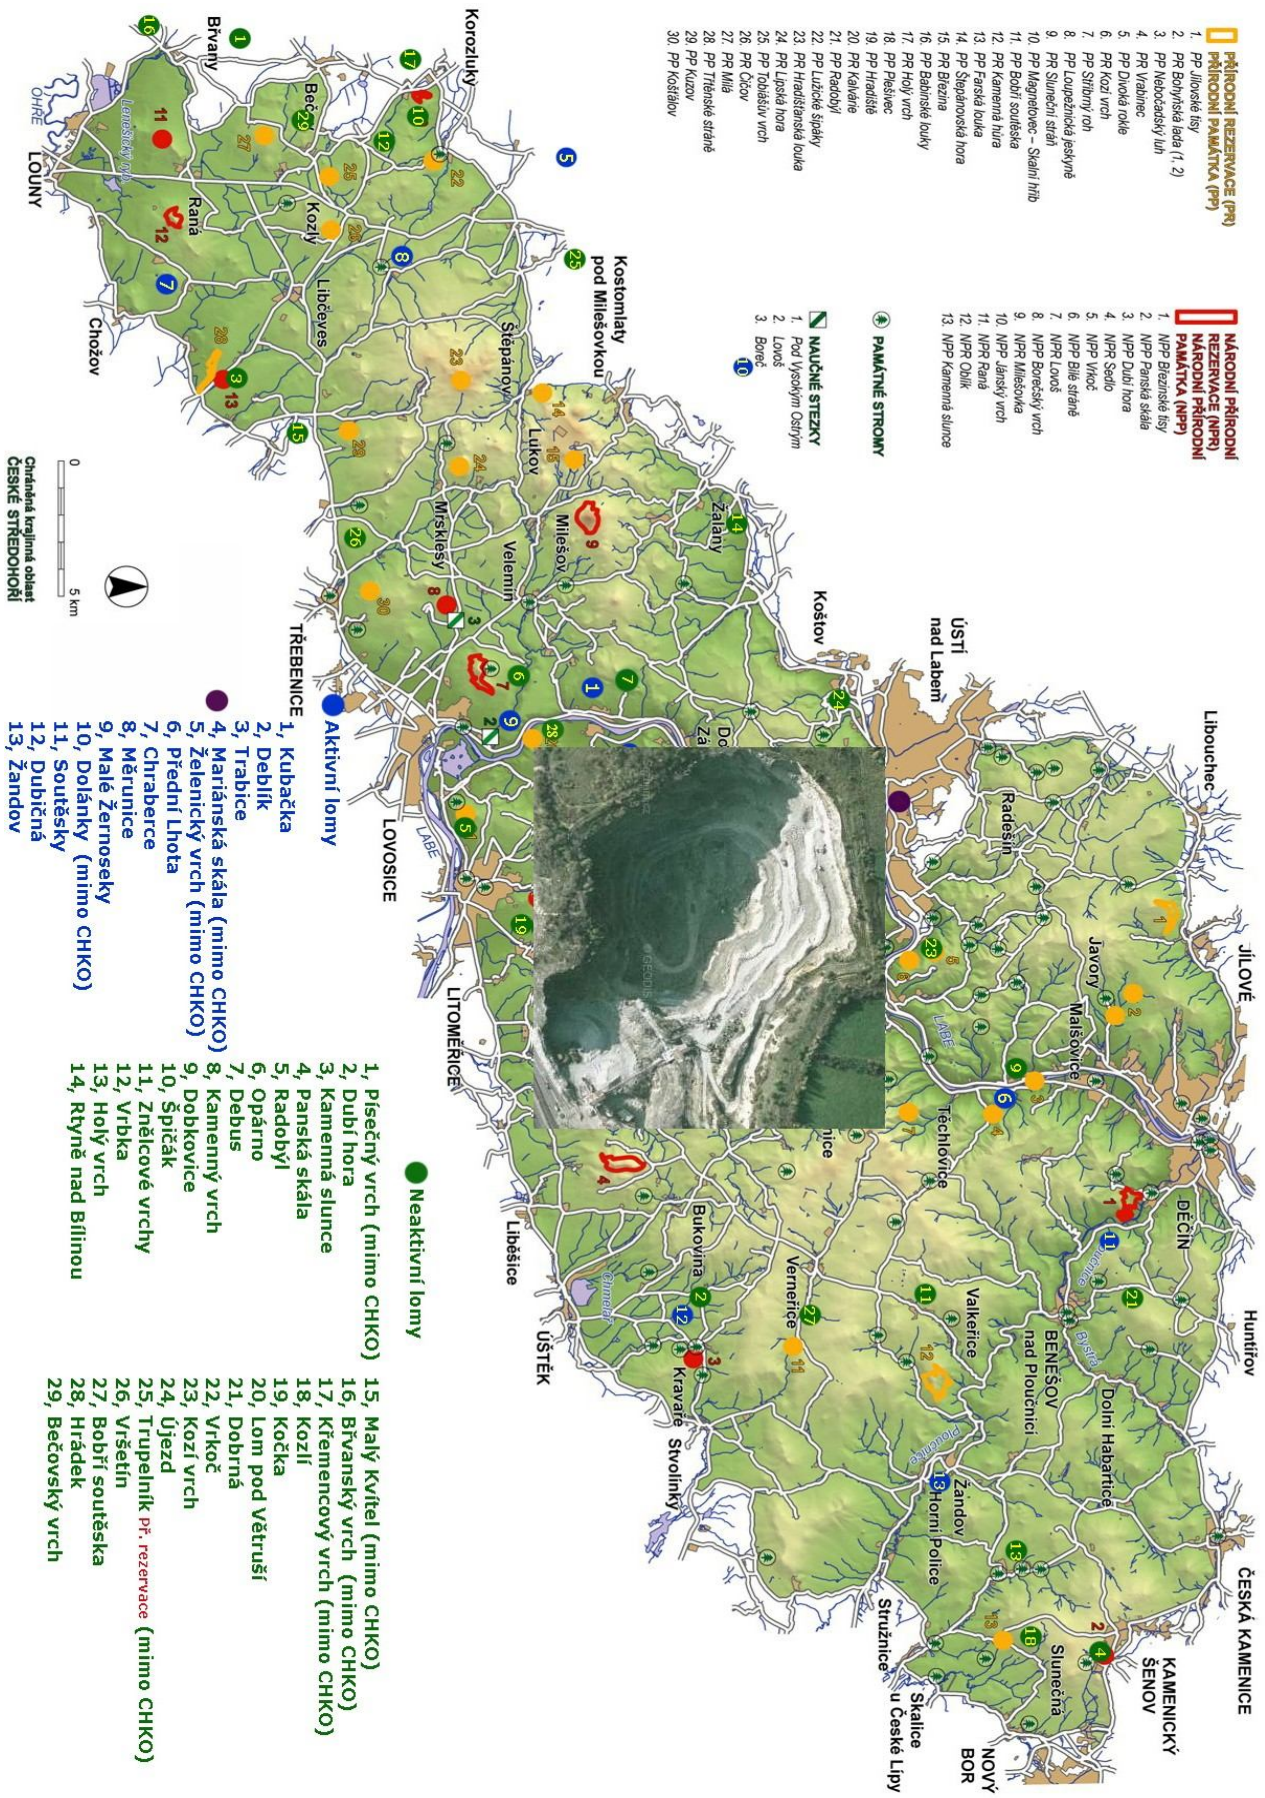 PŘÍRODNÍ REZERVACE (PR)
PŘÍRODNÍ PAMÁTKA (PP)
1. PP Jílovské tisy
2. PR Bohyňská lada (1, 2)
3. PP Nebočadský luh
4. PR Vrabinec
5. PP Divoká rokle
6. PR Kozí vrch
7. PP Stříbrný roh
8. PP Loupežnická jeskyně
9. PR Sluneční stráň
10. PP Magnetovec – Skalní hřib
11. PP Bobří soutěska
12. PR Kamenná hůra
13. PP Farská louka
14. PP Štěpánovská hora
15. PR Březina
16. PP Babinské louky
17. PR Holý vrch
18. PP Plešivec
19. PP Hradiště
20. PR Kalvárie
21. PP Radobýl
22. PP Lužické šipáky
23. PR Hradišťanská louka
24. PR Lipská hora
25. PP Tobiášův vrch
26. PR Číčov
27. PR Milá
28. PP Třtěnské stráně
29. PP Kuzov
30. PP Košťálov
NÁRODNÍ PŘÍRODNÍ
REZERVACE (NPR)
NÁRODNÍ PŘÍRODNÍ
PAMÁTKA (NPP)
1. NPP Březinské tisy
2. NPP Panská skála
3. NPP Dubí hora
4. NPR Sedlo
5. NPP Vrkoč
6. NPP Bílé stráně
7. NPR Lovoš
8. NPP Borečský vrch
9. NPR Milešovka
10. NPP Jánský vrch
11. NPR Raná
12. NPR Oblík
13. NPP Kamenná slunce
PAMÁTNÉ STROMY
NAUČNÉ STEZKY
1. Pod Vysokým Ostrým
2. Lovoš
3. Boreč
10
JÍLOVÉ
Libouchec
Huntířov
ČESKÁ KAMENICE
KAMENICKÝ
ŠENOV
NOVÝ
BOR
Skalice
u České Lípy
Stružnice
Slunečná
Horní Police
Žandov
Dolní Habartice
BENEŠOV
nad Ploučnicí
DĚČÍN
Malšovice
Javory
Radešín
ÚSTÍ
nad Labem
Koštov
Těchlovice
Valkeřice
Verneřice
Bukovina
Kravaře
Stvolínky
ÚŠTĚK
Liběšice
LITOMĚŘICE
LOVOSICE
TŘEBENICE
Žalany
Milešov
Velemín
Mrsklesy
Lukov
Štěpánov
Kostomlaty
pod Milešovkou
Libčeves
Kozly
Raná
Chožov
LOUNY
Bečov
Břvany
Korozluky
OHŘE
LABE
LABE
Ploučnice
Bystrá
Chmelař
Chráněná krajinná oblast
ČESKÉ STŘEDOHOŘÍ
0 5 km
Aktivní lomy
1, Kubačka
2, Deblík
3, Trabice
4, Mariánská skála (mimo CHKO)
5, Želenický vrch (mimo CHKO)
6, Přední Lhota
7, Chraberce
8, Měrunice
9, Malé Žernoseky
10, Dolánky (mimo CHKO)
11, Soutěsky
12, Dubičná
13, Žandov
Neaktivní lomy
1, Písečný vrch (mimo CHKO)
2, Dubí hora
3, Kamenná slunce
4, Panská skála
5, Radobýl
6, Opárno
7, Debus
8, Kamenný vrch
9, Dobkovice
10, Špičák
11, Znělcové vrchy
12, Vrbka
13, Holý vrch
14, Rtyně nad Bílinou
15, Malý Kvítel (mimo CHKO)
16, Břvanský vrch (mimo CHKO)
17, Křemencový vrch (mimo CHKO)
18, Kozlí
19, Kočka
20, Lom pod Větruší
21, Dobrná
22, Vrkoč
23, Kozí vrch
24, Újezd
25, Trupelník př. rezervace (mimo CHKO)
26, Vršetín
27, Bobří soutěska
28, Hrádek
29, Bečovský vrch